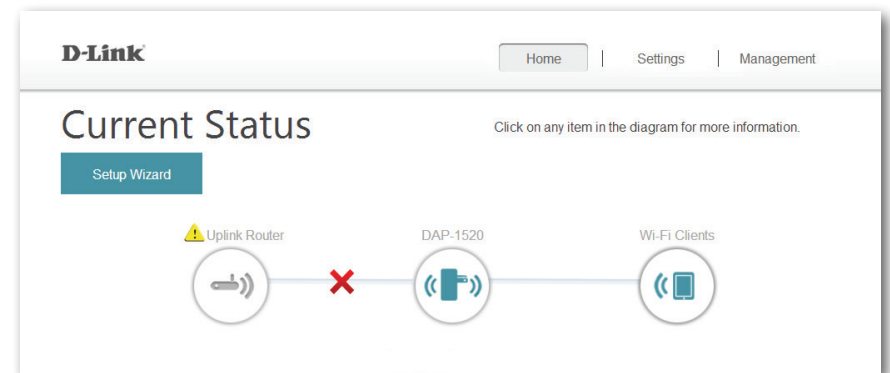 D-Link
Home | Settings | Management
Current Status
Click on any item in the diagram for more information.
Setup Wizard
Uplink Router
DAP-1520
Wi-Fi Clients